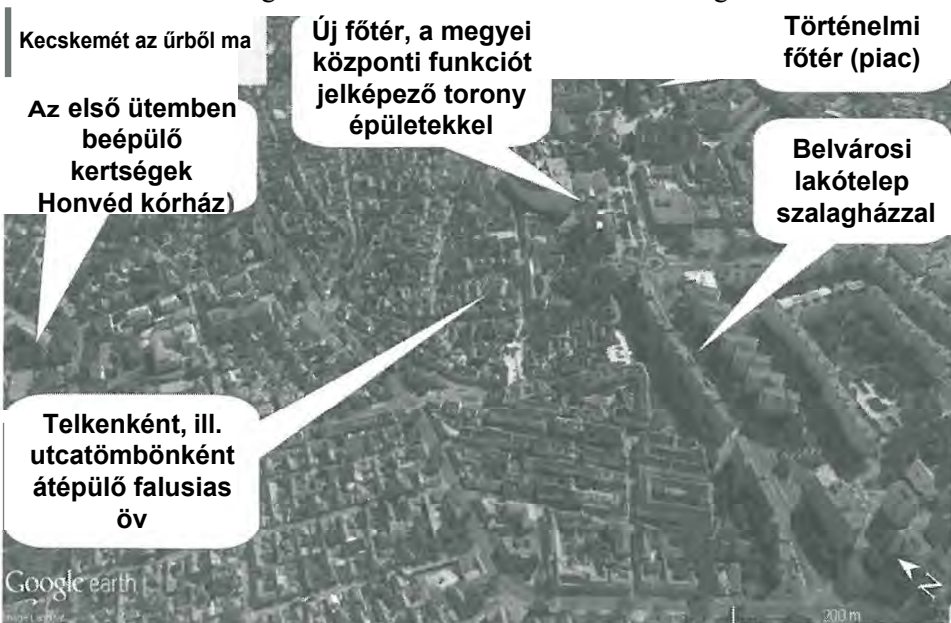 Kecskemét az űrből ma
Új főtér, a megyei
központi funkciót
jelképező torony
épületekkel
Történelmi
főtér (piac)
Az első ütemben
beépülő
kertségek
Honvéd kórház)
Belvárosi
lakótelep
szalagházzal
Telkenként, ill.
utcatömbönként
átépülő falusias
öv
Google earth
N
200 m